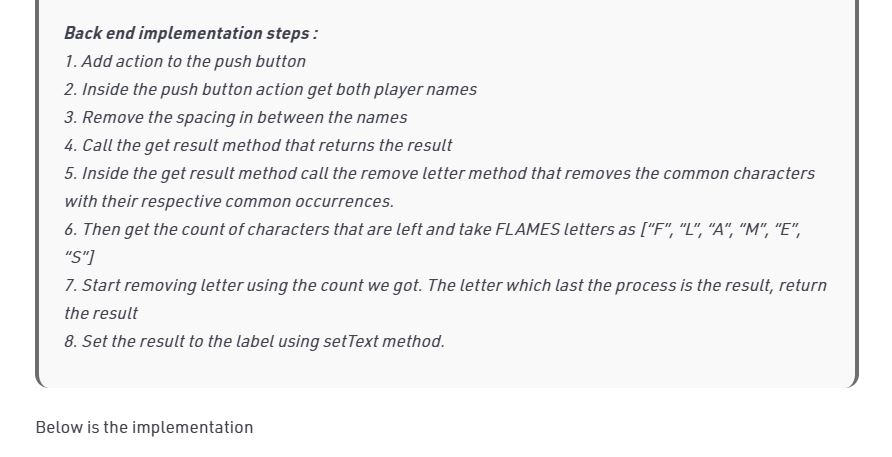 Back end implementation steps :
1. Add action to the push button
2. Inside the push button action get both player names
3. Remove the spacing in between the names
4. Call the get result method that returns the result
5. Inside the get result method call the remove letter method that removes the common characters
with their respective common occurrences.
6. Then get the count of characters that are left and take FLAMES letters as [“F”, “L”, “A”, “M”, “E”,
“S”]
7. Start removing letter using the count we got. The letter which last the process is the result, return
the result
8. Set the result to the label using setText method.
Below is the implementation